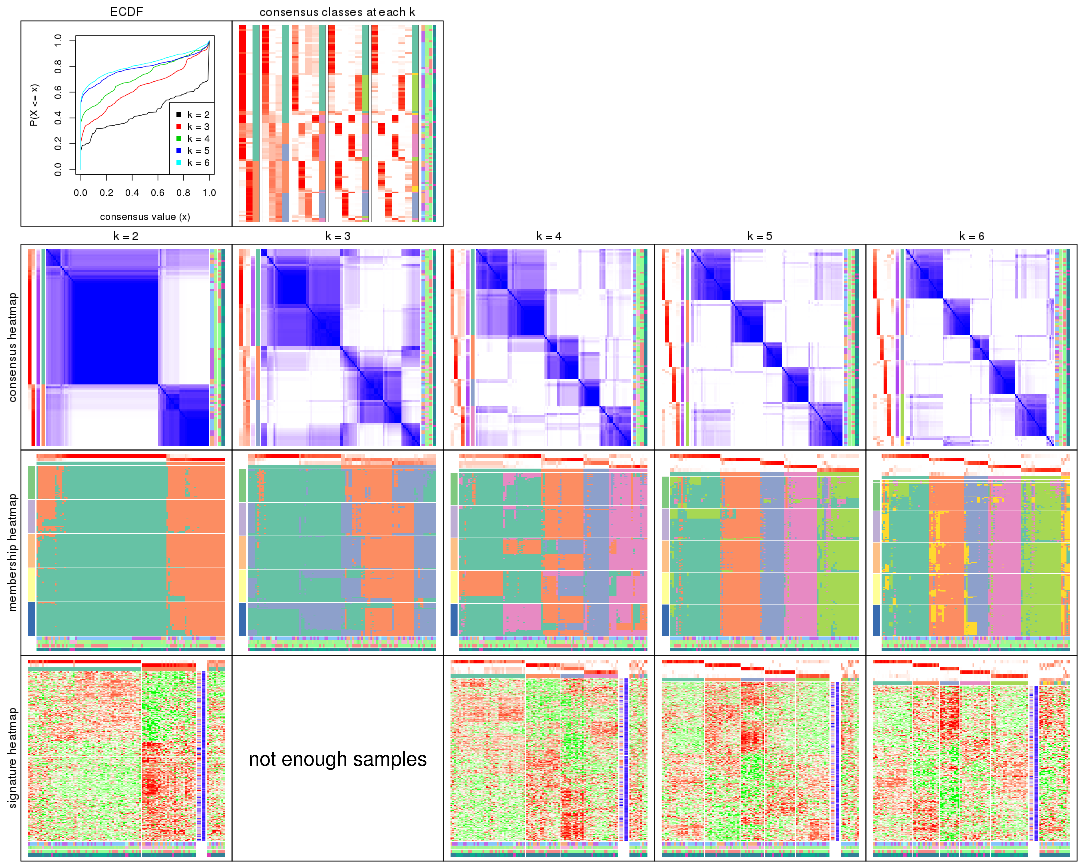 ECDF
consensus classes at each k
P(X <= x)
0.0
0.2
0.4
0.6
0.8
1.0
k = 2
k = 3
k = 4
k = 5
k = 6
0.0 0.2 0.4 0.6 0.8 1.0
consensus value (x)
k = 2
k = 3
k = 4
k = 5
k = 6
consensus heatmap
membership heatmap
signature heatmap
not enough samples